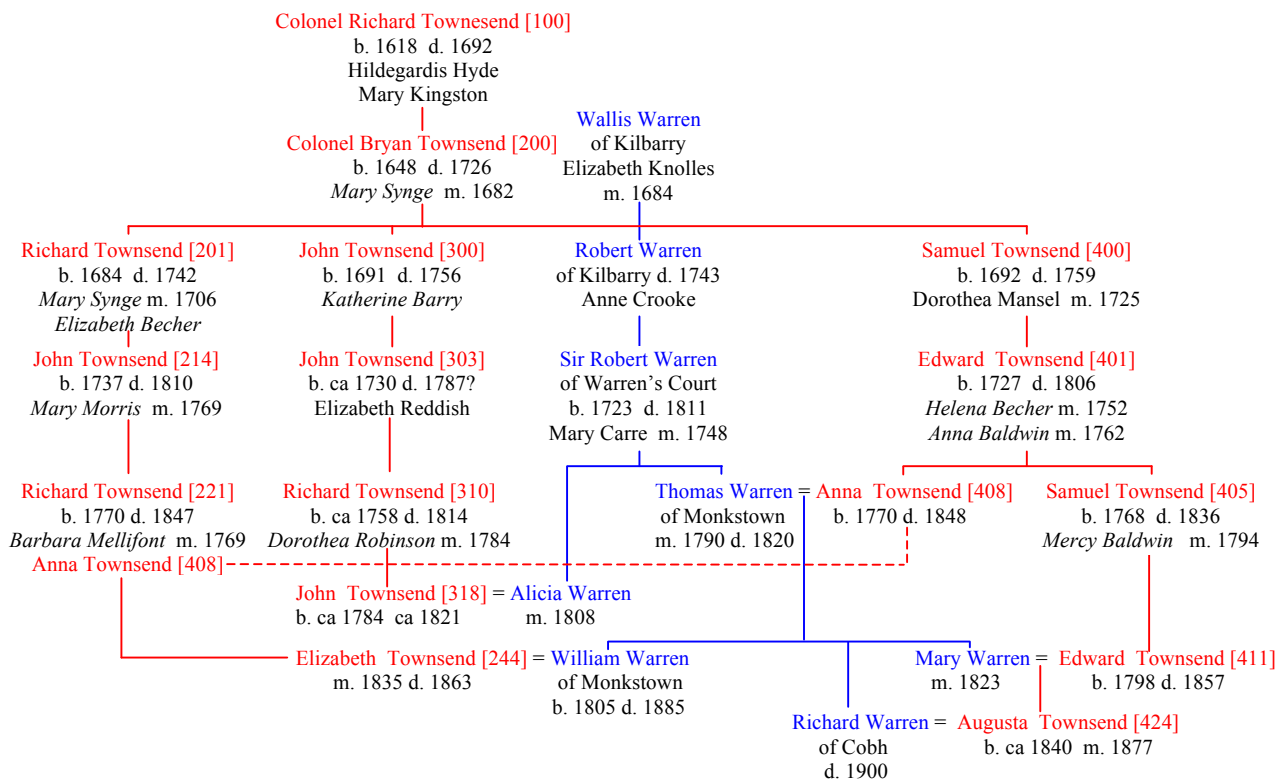 Colonel Richard Townesend [100]
b. 1618 d. 1692
Hildegardis Hyde
Mary Kingston
Wallis Warren
of Kilbarry
Elizabeth Knolles
m. 1684
Colonel Bryan Townsend [200]
b. 1648 d. 1726
Mary Synge m. 1682
Richard Townsend [201]
b. 1684 d. 1742
Mary Synge m. 1706
Elizabeth Becher
John Townsend [300]
b. 1691 d. 1756
Katherine Barry
Robert Warren
of Kilbarry d. 1743
Anne Crooke
Samuel Townsend [400]
b. 1692 d. 1759
Dorothea Mansel m. 1725
John Townsend [214]
b. 1737 d. 1810
Mary Morris m. 1769
John Townsend [303]
b. ca 1730 d. 1787?
Elizabeth Reddish
Sir Robert Warren
of Warren’s Court
b. 1723 d. 1811
Mary Carre m. 1748
Edward Townsend [401]
b. 1727 d. 1806
Helena Becher m. 1752
Anna Baldwin m. 1762
Richard Townsend [221]
b. 1770 d. 1847
Barbara Mellifont m. 1769
Anna Townsend [408]
Richard Townsend [310]
b. ca 1758 d. 1814
Dorothea Robinson m. 1784
Thomas Warren = Anna Townsend [408]
of Monkstown
m. 1790 d. 1820
b. 1770 d. 1848
Samuel Townsend [405]
b. 1768 d. 1836
Mercy Baldwin m. 1794
John Townsend [318] = Alicia Warren
b. ca 1784 ca 1821
m. 1808
Elizabeth Townsend [244] = William Warren
m. 1835 d. 1863
of Monkstown
b. 1805 d. 1885
Mary Warren = Edward Townsend [411]
m. 1823
b. 1798 d. 1857
Richard Warren = Augusta Townsend [424]
of Cobh
d. 1900
b. ca 1840 m. 1877